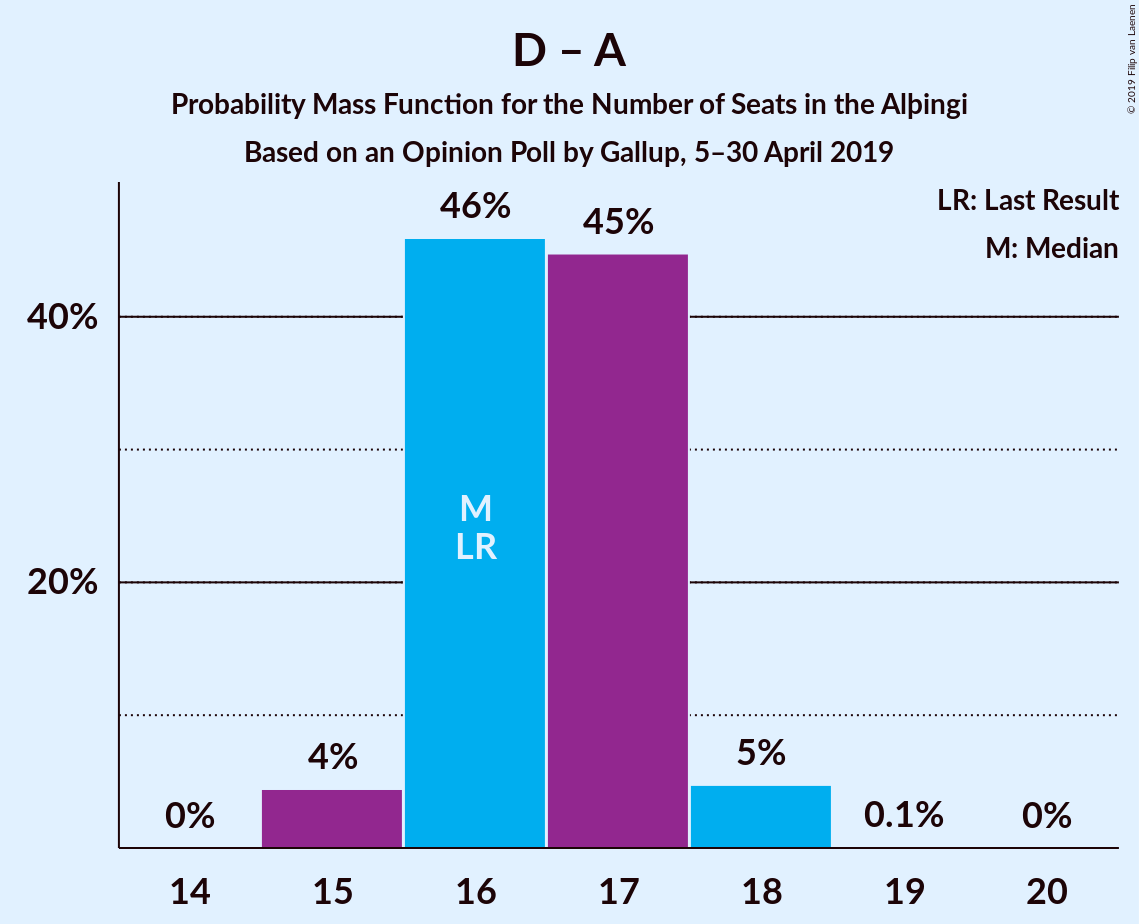 D – A
Probability Mass Function for the Number of Seats in the Alþingi
Based on an Opinion Poll by Gallup, 5–30 April 2019
© 2019 Filip van Laenen
LR: Last Result
M: Median
46%
45%
40%
M
LR
20%
4%
5%
0%
0.1%
0%
14 15 16 17 18 19 20